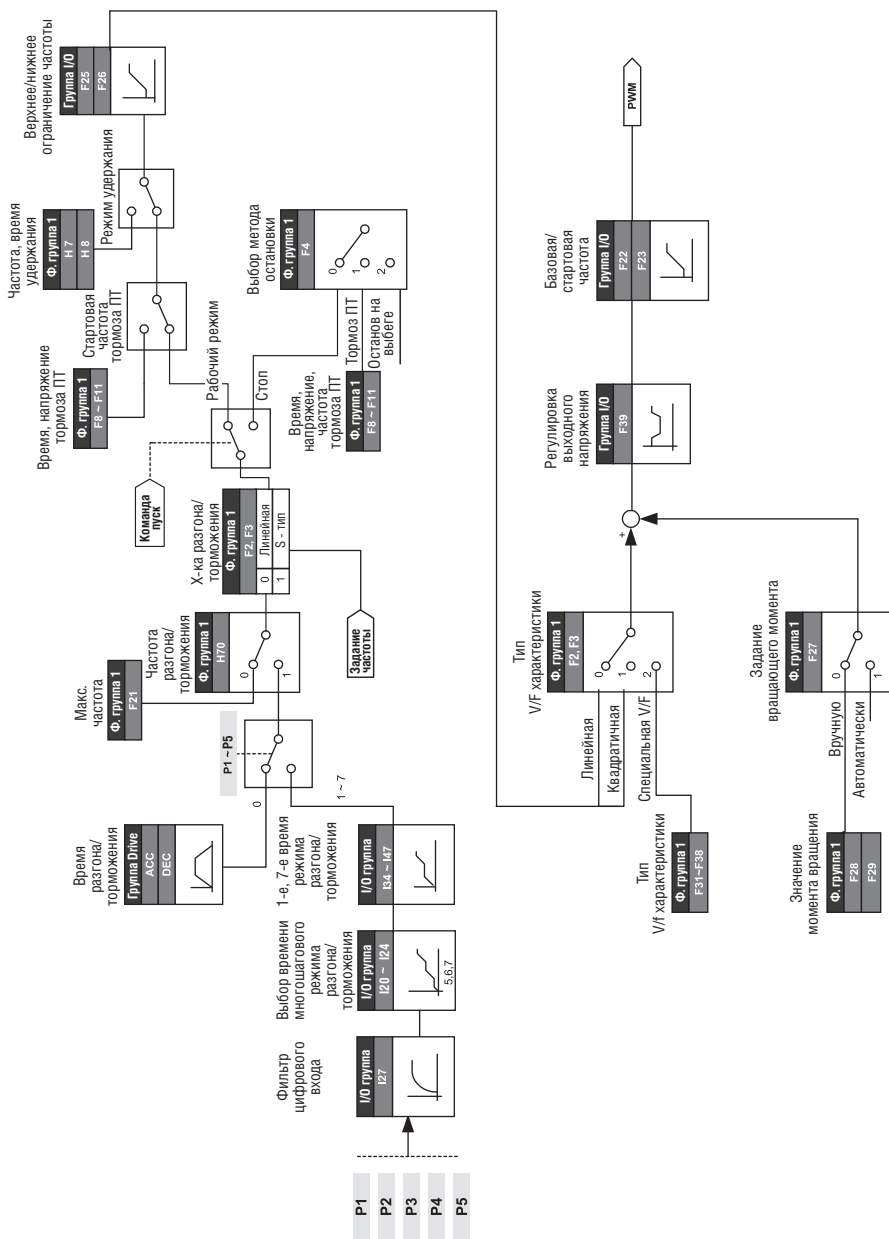 Верхнее/нижнее
ограничение частоты
Группа I/O
F25
F26
Частота, время
удержания
Ф. группа 1
H 7
H 8
Режим удержания
Время, напряжение
тормоза ПТ
Ф. группа 1
F8 ~ F11
Стартовая
частота
тормоза ПТ
Рабочий режим
Стоп
Выбор метода
остановки
Ф. группа 1
F4
0
1
2
Тормоз ПТ
Останов на
выбеге
Время,
напряжение,
частота
тормоза ПТ
Ф. группа 1
F8 ~ F11
Команда
пуск
Х-ка разгона/
торможения
Ф. группа 1
F2, F3
0 Линейная
1 S - тип
Задание
частоты
Макс.
частота
Ф. группа 1
F21
Частота
разгона/
торможения
Ф. группа 1
H70
0
1
P1 ~ P5
0
1 ~ 7
Время
разгона/
торможения
Группа Drive
ACC
DEC
1-е, 7-е время
режима
разгона/
торможения
I/O группа
I34 ~ I47
Выбор времени
многошагового
режима
разгона/
торможения
I/O группа
I20 ~ I24
5,6,7
Фильтр
цифрового
входа
I/O группа
I27
P1
P2
P3
P4
P5
PWM
Базовая/
стартовая
частота
Группа I/O
F22
F23
Регулировка
выходного
напряжения
Группа I/O
F39
+
Тип
V/F характеристики
Ф. группа 1
F2, F3
0
1
2
Линейная
Квадратичная
Специальная V/F
Тип
V/f характеристики
Ф. группа 1
F31~F38
Задание
вращающего момента
Ф. группа 1
F27
0
1
Вручную
Автоматически
Значение
момента вращения
Ф. группа 1
F28
F29